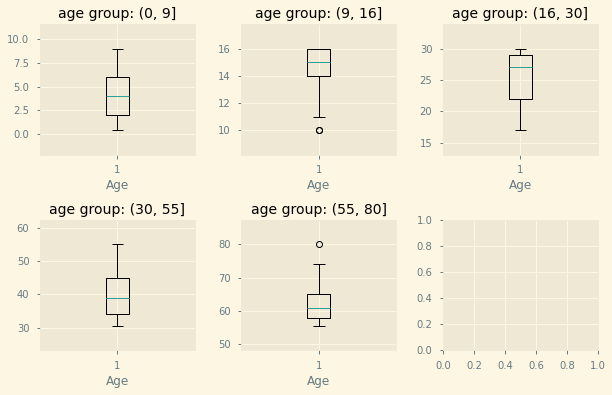 age group: (0, 9]
10.0
7.5
5.0
2.5
0.0
1
Age
age group: (9, 16]
16
14
12
10
1
Age
age group: (16, 30]
30
25
20
15
1
Age
age group: (30, 55]
60
50
40
30
1
Age
age group: (55, 80]
80
70
60
50
1
Age
1.0
0.8
0.6
0.4
0.2
0.0
0.0 0.2 0.4 0.6 0.8 1.0